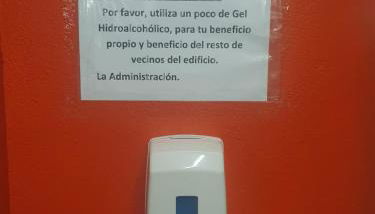 Por favor, utiliza un poco de Gel
Hidroalcohólico, para tu beneficio
propio y beneficio del resto de
vecinos del edificio.
La Administración.